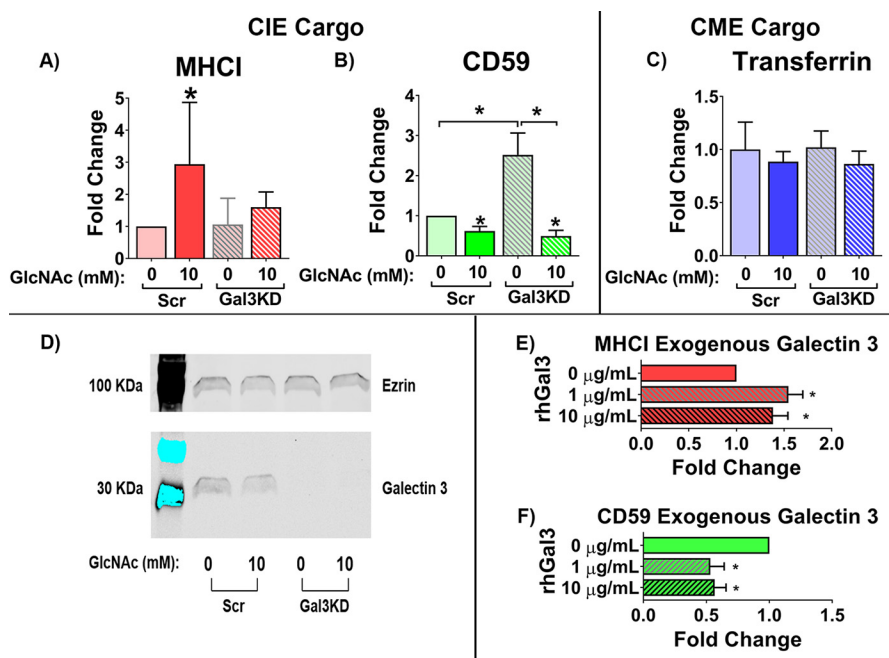 CIE Cargo
CME Cargo
A)
MHCI
Fold Change
5
4
3
2
1
0
*
GlcNAc (mM):
0
10
0
10
Scr
Gal3KD
B)
CD59
Fold Change
4
3
2
1
0
*
*
*
*
GlcNAc (mM):
0
10
0
10
Scr
Gal3KD
C)
Transferrin
Fold Change
1.5
1.0
0.5
0.0
GlcNAc (mM):
0
10
0
10
Scr
Gal3KD
D)
100 KDa
Ezrin
30 KDa
Galectin 3
GlcNAc (mM):
0
10
0
10
Scr
Gal3KD
E)
MHCI Exogenous Galectin 3
rhGal3
0 µg/mL
1 µg/mL
*
10 µg/mL
*
0.0
0.5
1.0
1.5
2.0
Fold Change
F)
CD59 Exogenous Galectin 3
rhGal3
0 µg/mL
1 µg/mL
*
10 µg/mL
*
0.0
0.5
1.0
1.5
Fold Change